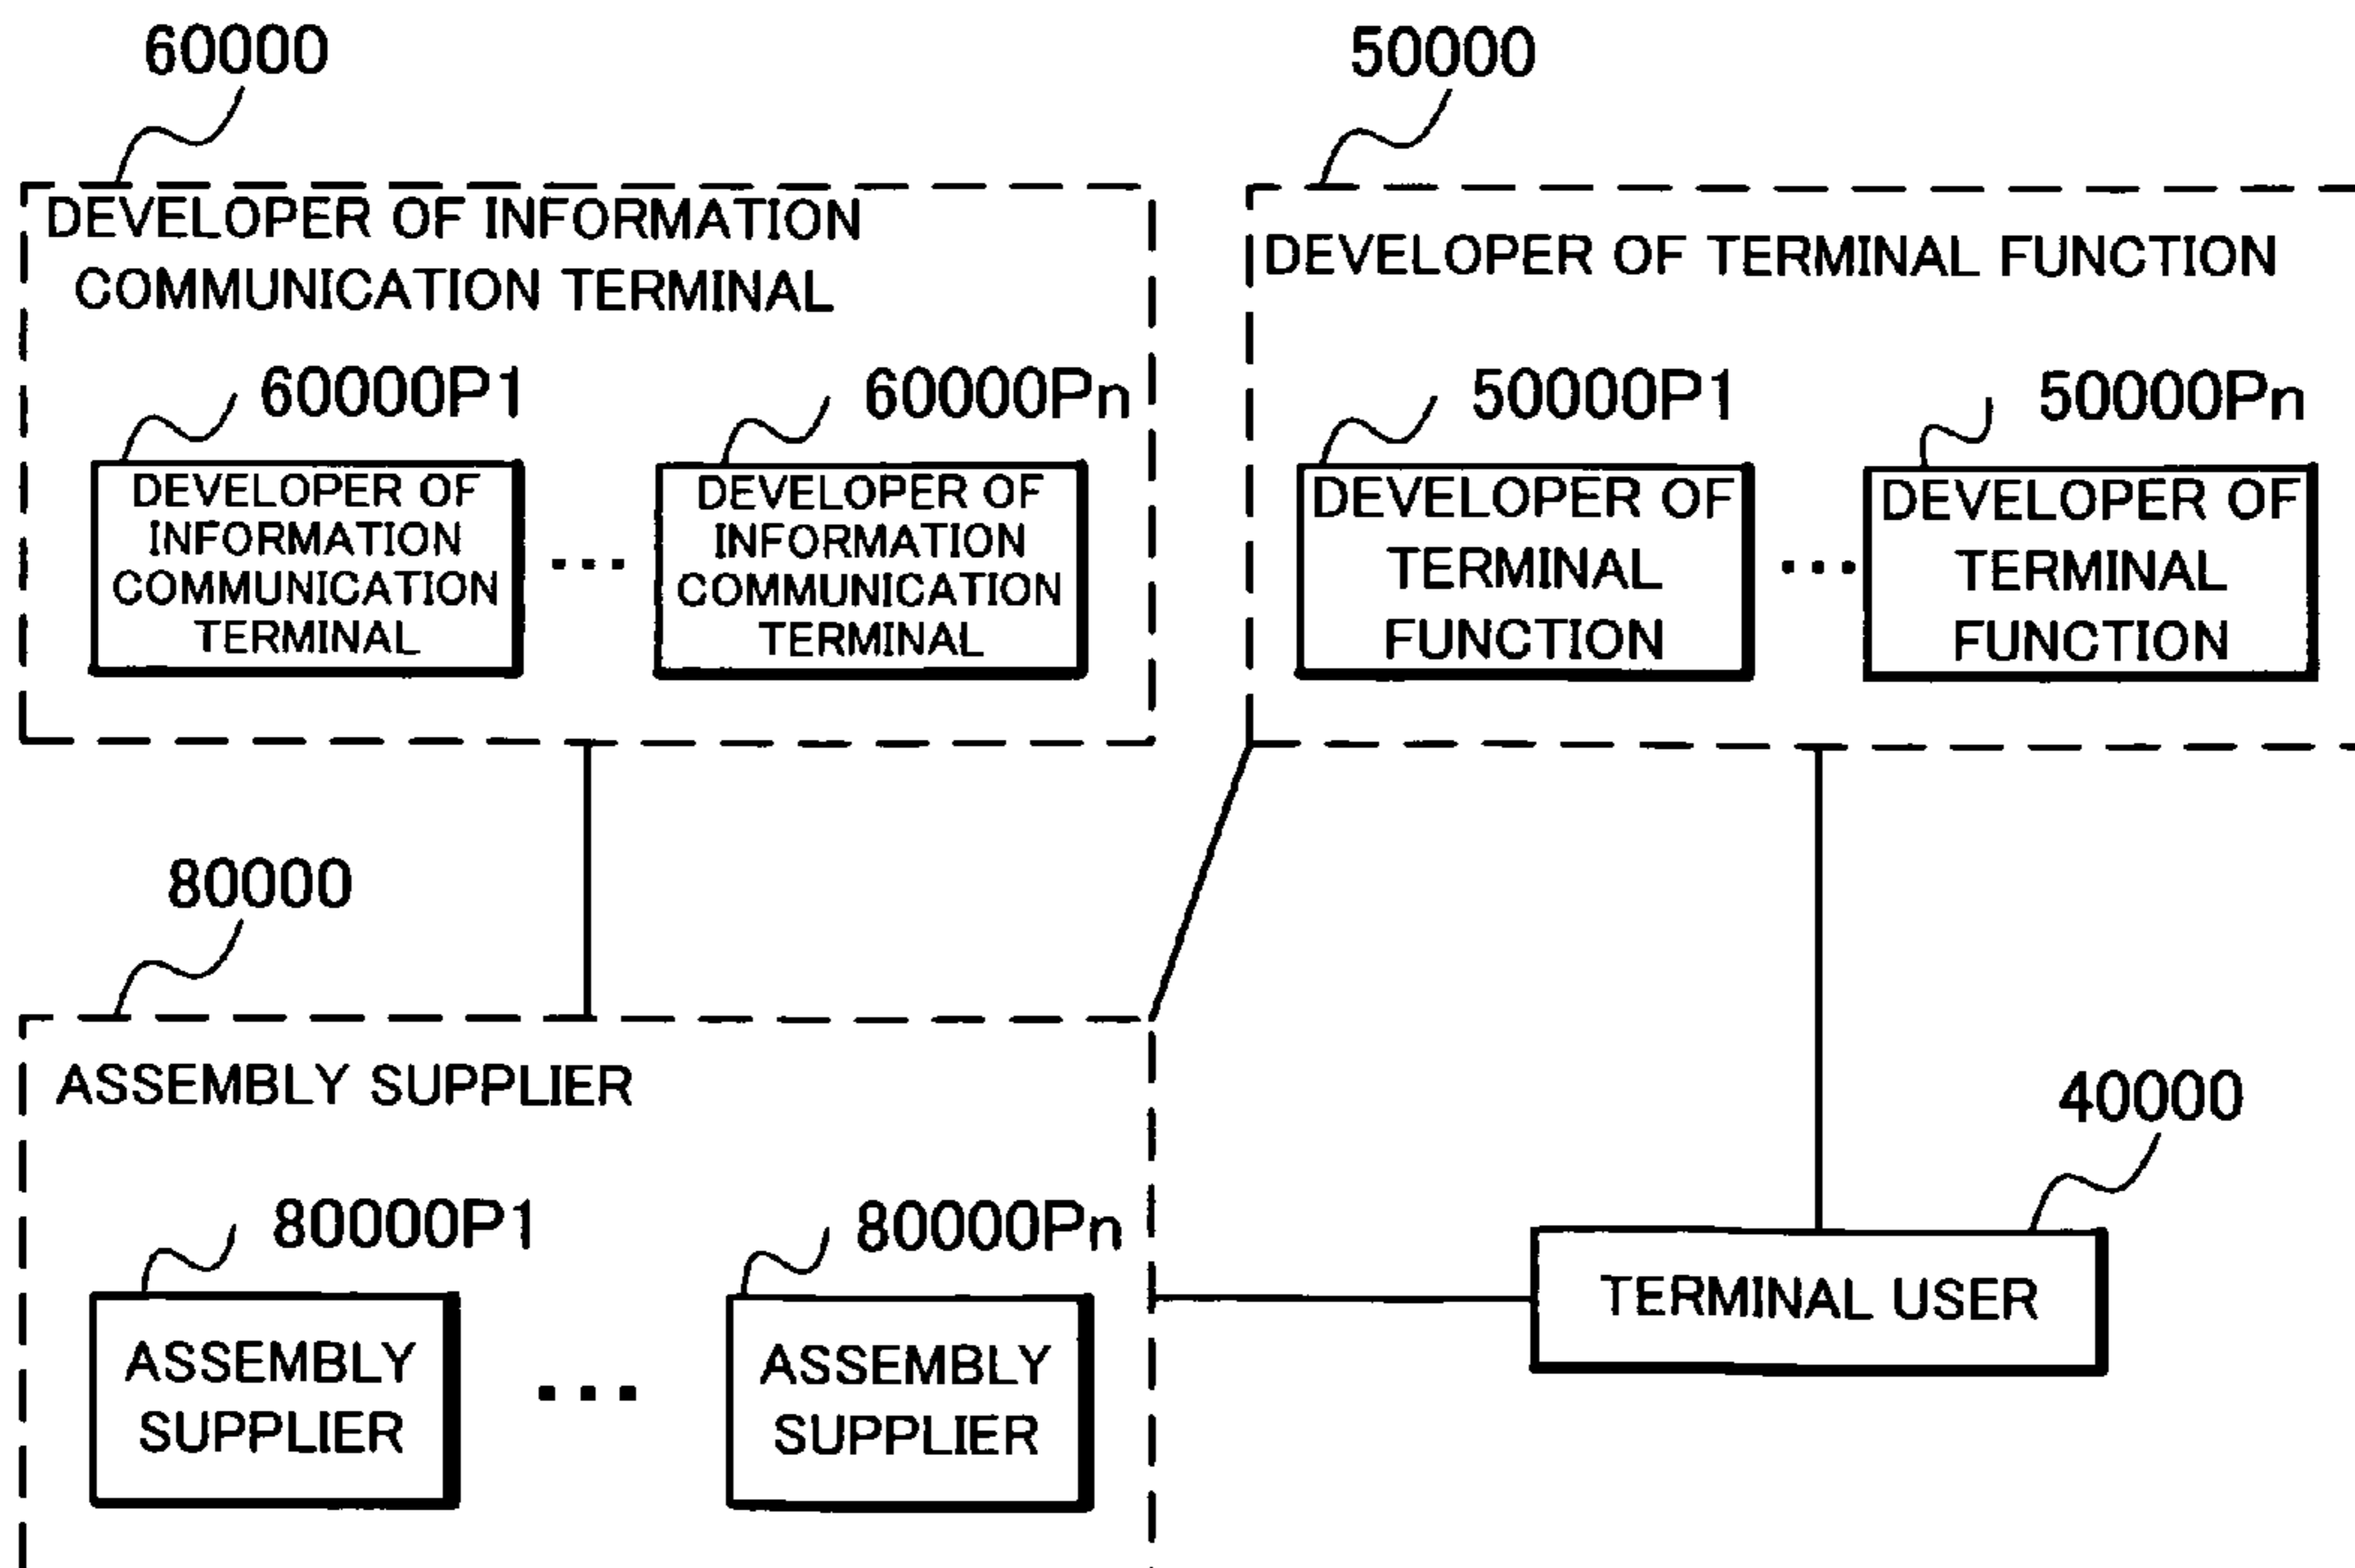 60000
DEVELOPER OF INFORMATION
COMMUNICATION TERMINAL
60000P1
60000Pn
DEVELOPER OF
INFORMATION
COMMUNICATION
TERMINAL
...
DEVELOPER OF
INFORMATION
COMMUNICATION
TERMINAL
50000
DEVELOPER OF TERMINAL FUNCTION
50000P1
50000Pn
DEVELOPER OF
TERMINAL
FUNCTION
...
DEVELOPER OF
TERMINAL
FUNCTION
80000
ASSEMBLY SUPPLIER
80000P1
80000Pn
ASSEMBLY
SUPPLIER
...
ASSEMBLY
SUPPLIER
40000
TERMINAL USER